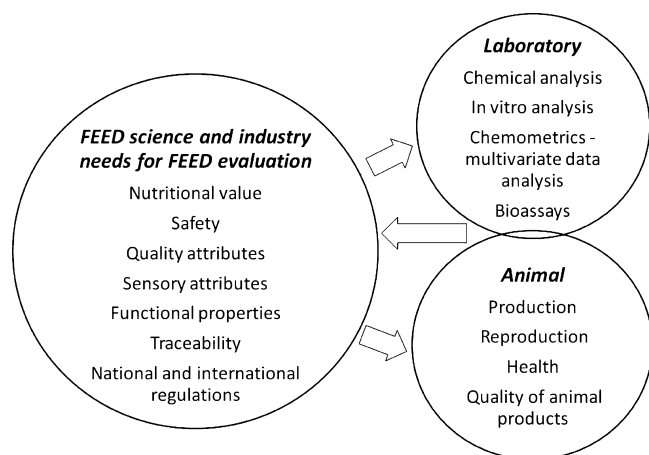 FEED science and industry
needs for FEED evaluation
Nutritional value
Safety
Quality attributes
Sensory attributes
Functional properties
Traceability
National and international
regulations
Laboratory
Chemical analysis
In vitro analysis
Chemometrics -
multivariate data
analysis
Bioassays
Animal
Production
Reproduction
Health
Quality of animal
products